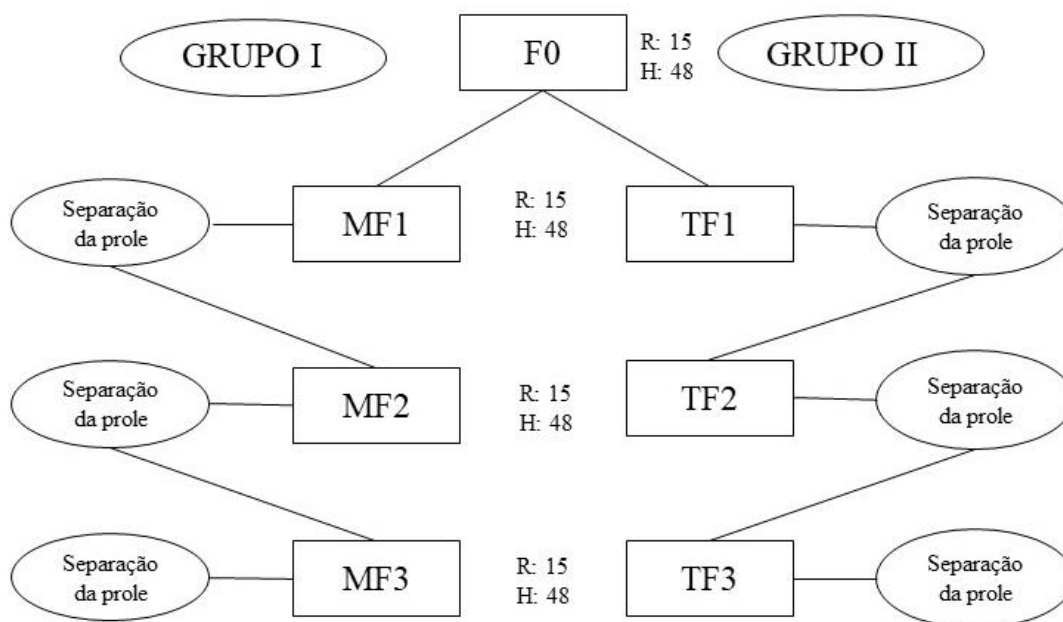 GRUPO I
F0
R: 15
H: 48
GRUPO II
Separação
da prole
MF1
R: 15
H: 48
TF1
Separação
da prole
Separação
da prole
MF2
R: 15
H: 48
TF2
Separação
da prole
Separação
da prole
MF3
R: 15
H: 48
TF3
Separação
da prole